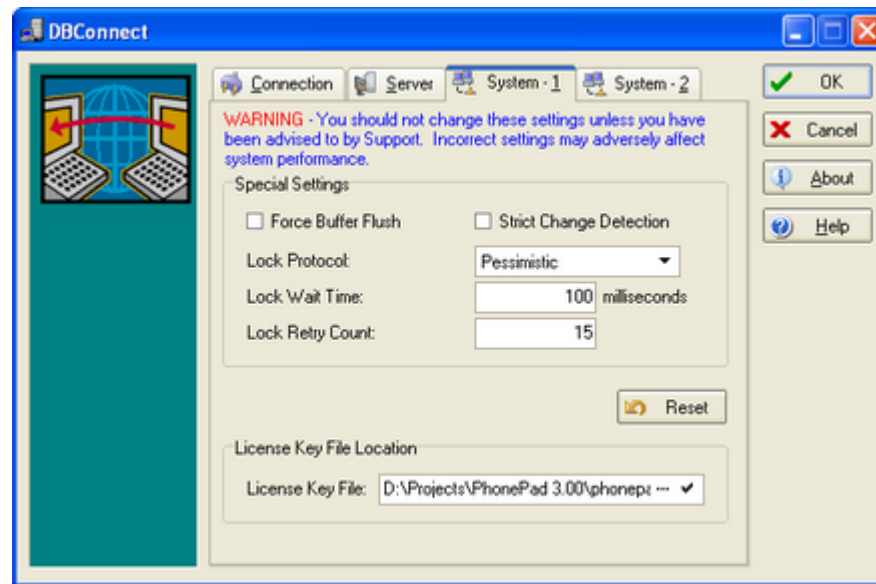 DBConnect
Connection Server System - 1 System - 2
WARNING - You should not change these settings unless you have
been advised to by Support. Incorrect settings may adversely affect
system performance.
Special Settings
Force Buffer Flush Strict Change Detection
Lock Protocol: Pessimistic
Lock Wait Time: 100 milliseconds
Lock Retry Count: 15
Reset
License Key File Location
License Key File: D:\Projects\PhonePad 3.00\phonepa ...
OK
Cancel
About
Help